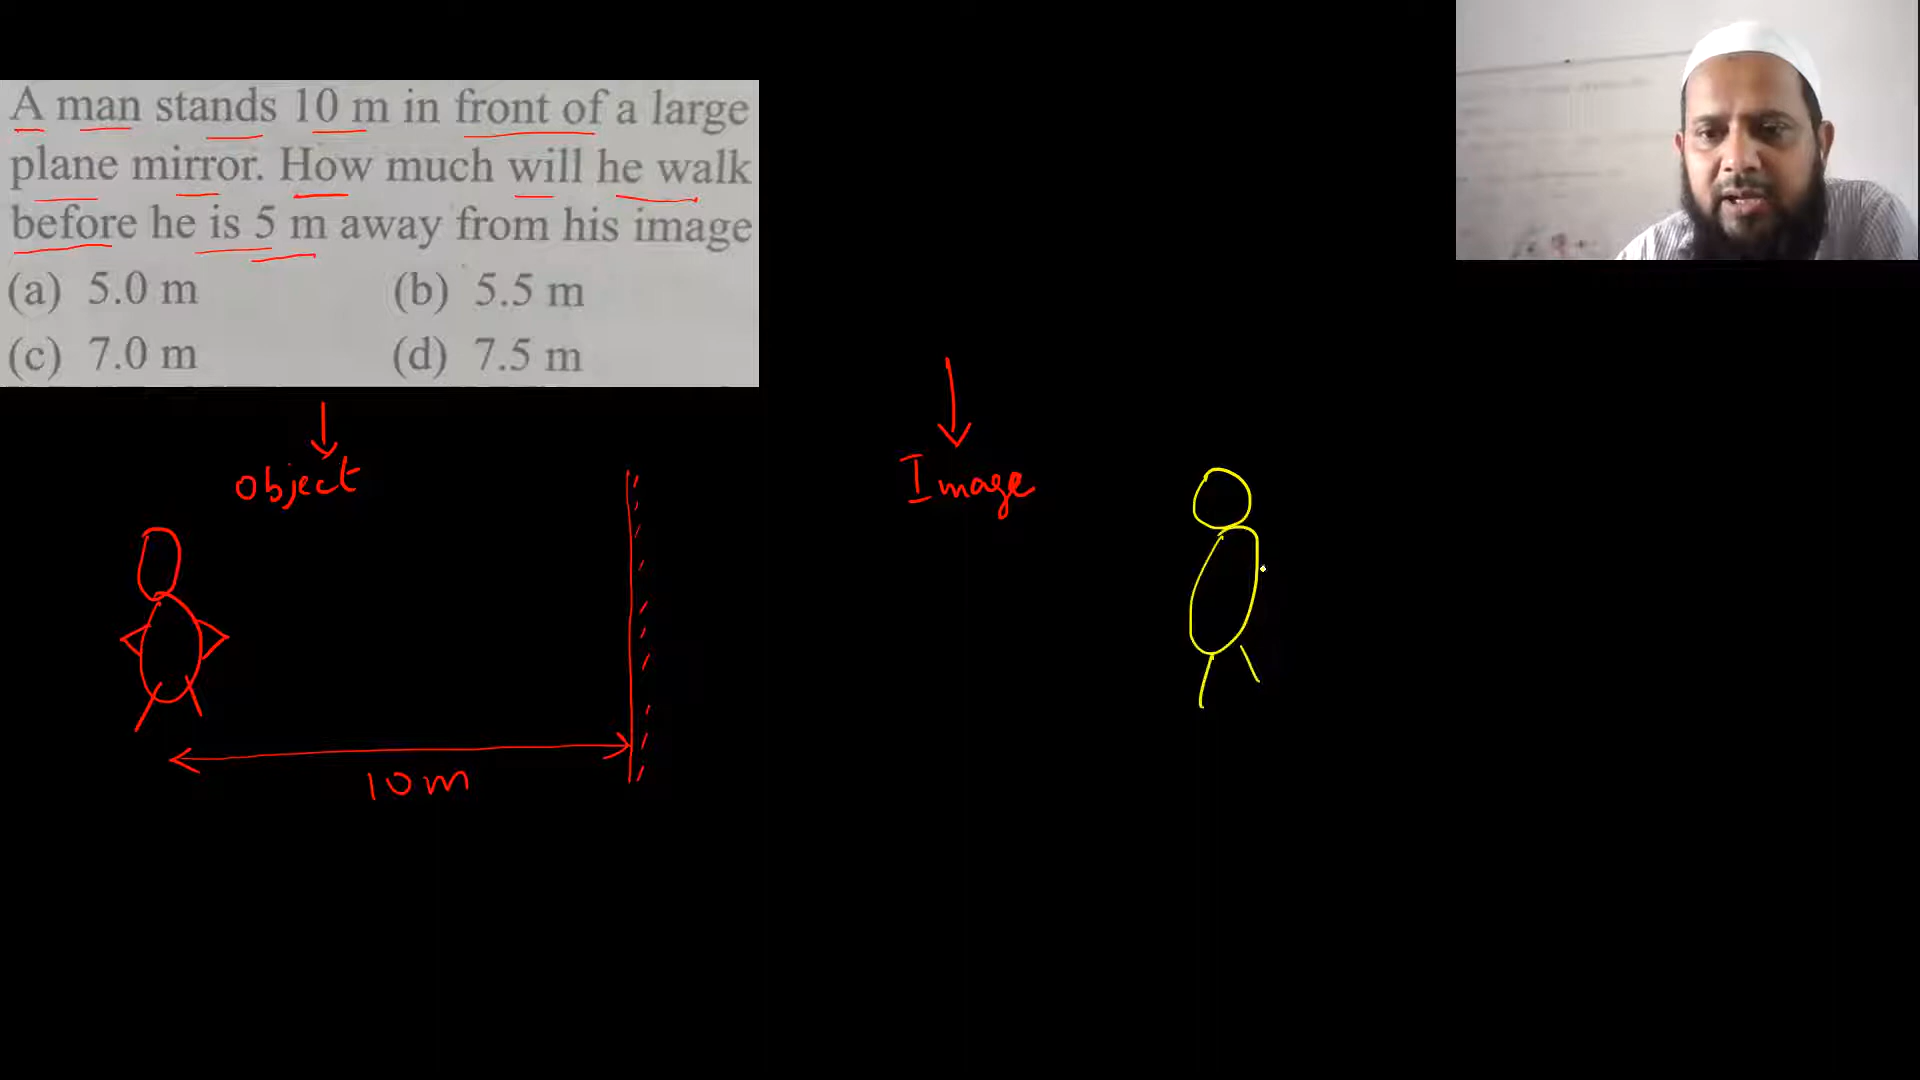 A man stands 10 m in front of a large
plane mirror. How much will he walk
before he is 5 m away from his image
(a) 5.0 m (b) 5.5 m
(c) 7.0 m (d) 7.5 m
object
Image
10m